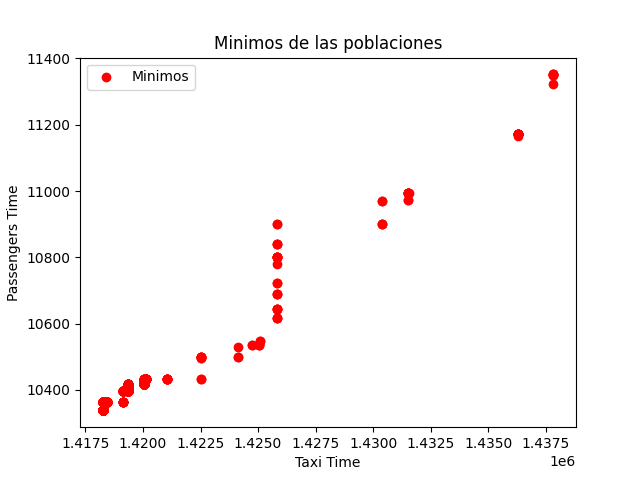 Minimos de las poblaciones
Minimos
Passengers Time
11400
11200
11000
10800
10600
10400
1.4175 1.4200 1.4225 1.4250 1.4275 1.4300 1.4325 1.4350 1.4375
1e6
Taxi Time